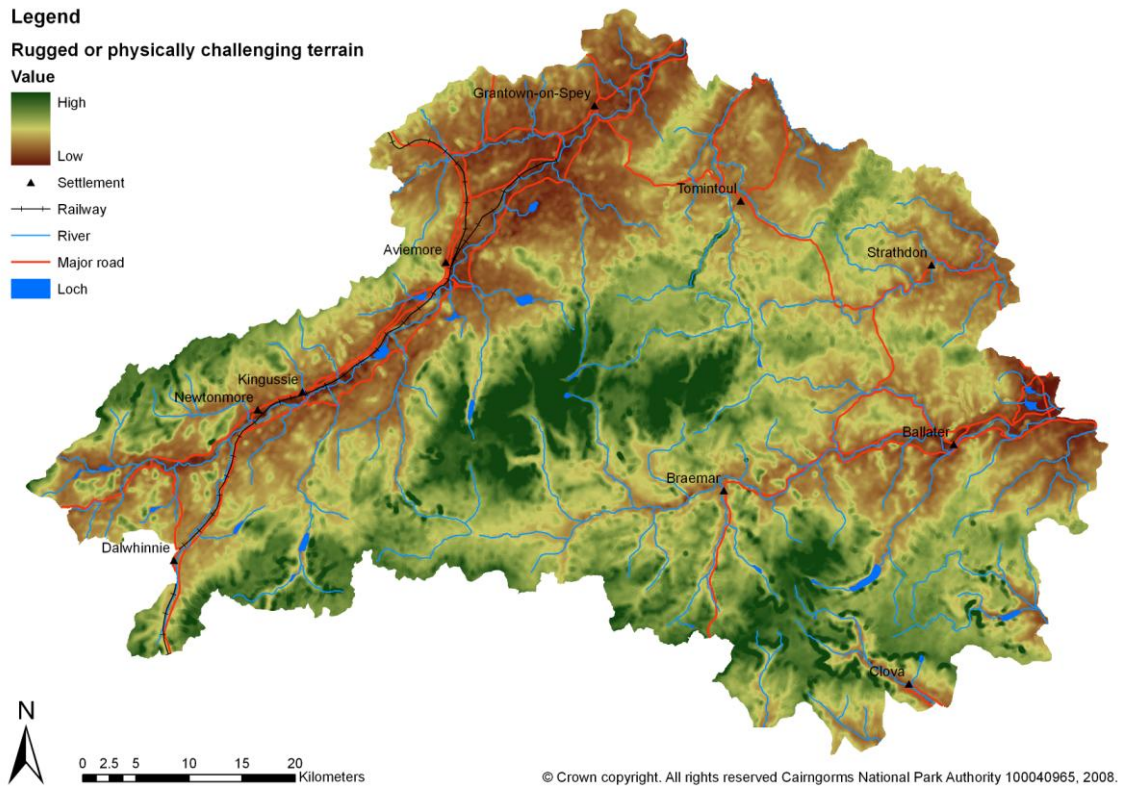 Legend
Rugged or physically challenging terrain
Value
High
Low
Settlement
Railway
River
Major road
Loch
Grantown-on-Spey
Tomintoul
Aviemore
Strathdon
Kingussie
Newtonmore
Ballater
Braemar
Dalwhinnie
Clova
N
0 2.5 5 10 15 20
Kilometers
© Crown copyright. All rights reserved Cairngorms National Park Authority 100040965, 2008.